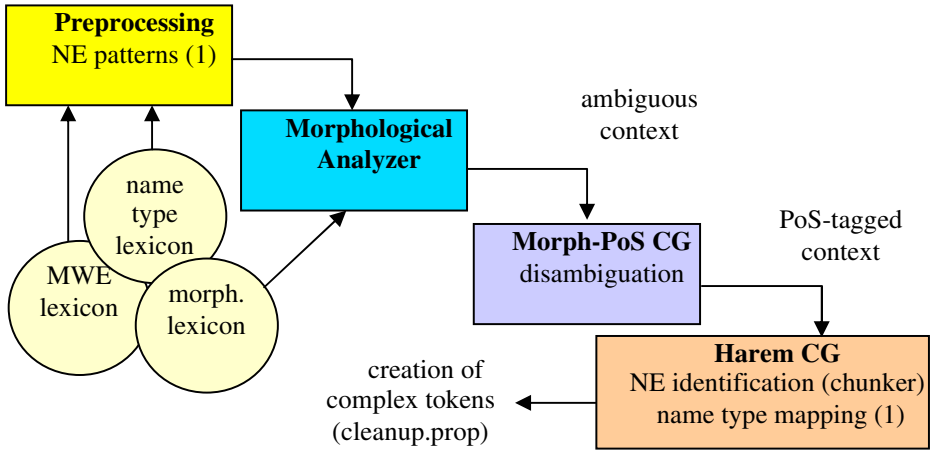 Preprocessing
NE patterns (1)
Morphological
Analyzer
ambiguous
context
name
type
lexicon
MWE
lexicon
morph.
lexicon
Morph-PoS CG
disambiguation
PoS-tagged
context
Harem CG
NE identification (chunker)
name type mapping (1)
creation of
complex tokens
(cleanup.prop)